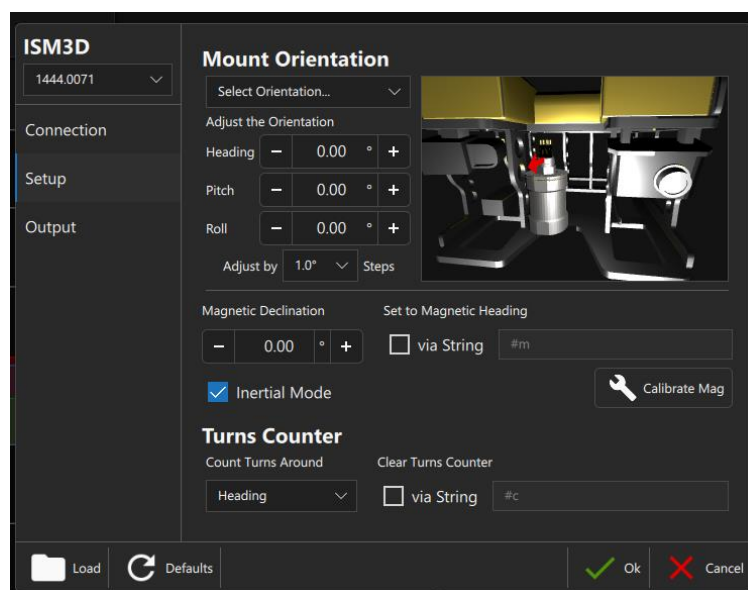 ISM3D
1444.0071
Connection
Setup
Output
Mount Orientation
Select Orientation...
Adjust the Orientation
Heading − 0.00 ° +
Pitch − 0.00 ° +
Roll − 0.00 ° +
Adjust by 1.0° Steps
Magnetic Declination
− 0.00 ° +
Set to Magnetic Heading
via String #m
Inertial Mode
Calibrate Mag
Turns Counter
Count Turns Around
Heading
Clear Turns Counter
via String #c
Load
Defaults
Ok
Cancel